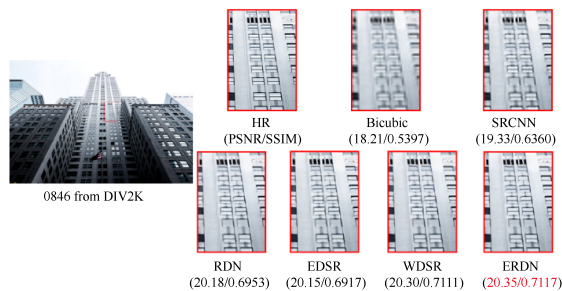 HR
(PSNR/SSIM)
Bicubic
(18.21/0.5397)
SRCNN
(19.33/0.6360)
0846 from DIV2K
RDN
(20.18/0.6953)
EDSR
(20.15/0.6917)
WDSR
(20.30/0.7111)
ERDN
(20.35/0.7117)